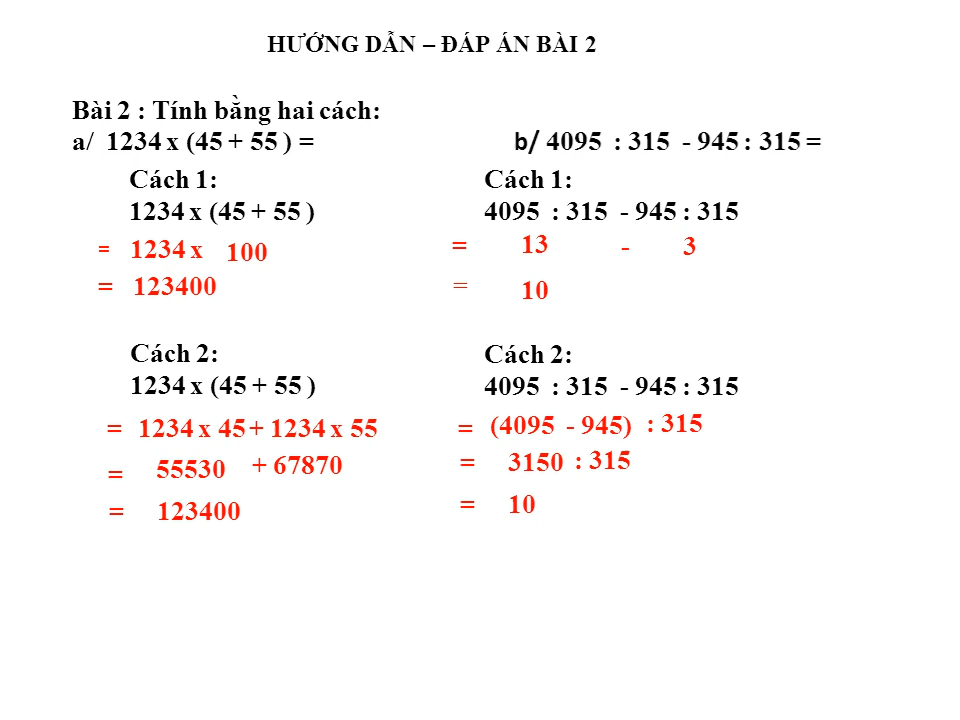 HƯỚNG DẪN – ĐÁP ÁN BÀI 2
Bài 2 : Tính bằng hai cách:
a/ 1234 x (45 + 55 ) =
Cách 1:
1234 x (45 + 55 )
= 1234 x 100
= 123400
Cách 2:
1234 x (45 + 55 )
= 1234 x 45 + 1234 x 55
= 55530 + 67870
= 123400
b/ 4095 : 315 - 945 : 315 =
Cách 1:
4095 : 315 - 945 : 315
= 13 - 3
= 10
Cách 2:
4095 : 315 - 945 : 315
= (4095 - 945) : 315
= 3150 : 315
= 10